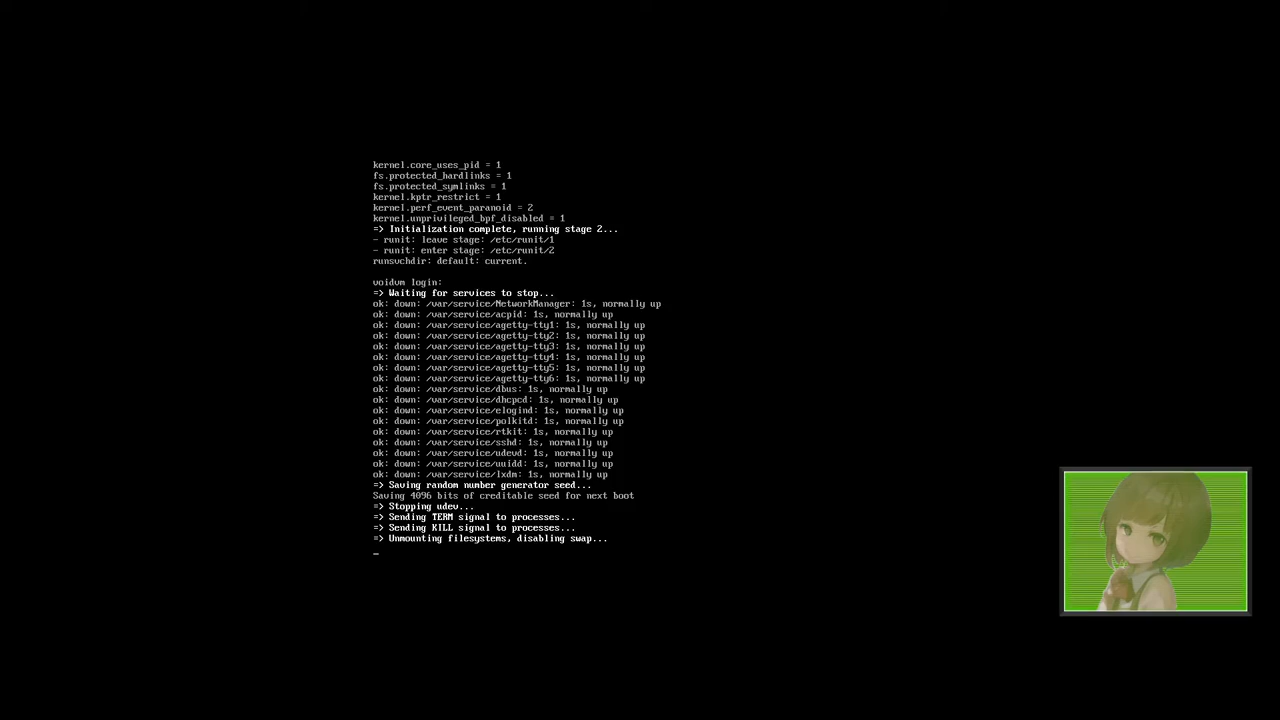 kernel.core_uses_pid = 1
fs.protected_hardlinks = 1
fs.protected_symlinks = 1
kernel.kptr_restrict = 1
kernel.perf_event_paranoid = 2
kernel.unprivileged_bpf_disabled = 1
=> Initialization complete, running stage 2...
- runit: leave stage: /etc/runit/1
- runit: enter stage: /etc/runit/2
runsvchdir: default: current.
voidvm login:
=> Waiting for services to stop...
ok: down: /var/service/NetworkManager: 1s, normally up
ok: down: /var/service/acpid: 1s, normally up
ok: down: /var/service/agetty-tty1: 1s, normally up
ok: down: /var/service/agetty-tty2: 1s, normally up
ok: down: /var/service/agetty-tty3: 1s, normally up
ok: down: /var/service/agetty-tty4: 1s, normally up
ok: down: /var/service/agetty-tty5: 1s, normally up
ok: down: /var/service/agetty-tty6: 1s, normally up
ok: down: /var/service/dbus: 1s, normally up
ok: down: /var/service/dhcpcd: 1s, normally up
ok: down: /var/service/elogind: 1s, normally up
ok: down: /var/service/polkitd: 1s, normally up
ok: down: /var/service/rtkit: 1s, normally up
ok: down: /var/service/sshd: 1s, normally up
ok: down: /var/service/udevd: 1s, normally up
ok: down: /var/service/uuidd: 1s, normally up
ok: down: /var/service/lxdm: 1s, normally up
=> Saving random number generator seed...
Saving 4096 bits of creditable seed for next boot
=> Stopping udev...
=> Sending TERM signal to processes...
=> Sending KILL signal to processes...
=> Unmounting filesystems, disabling swap...
_